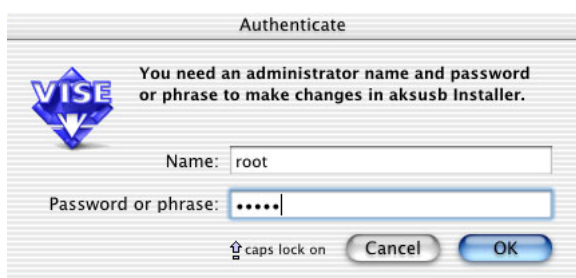 Authenticate
VISE
You need an administrator name and password
or phrase to make changes in aksusb Installer.
Name: root
Password or phrase: •••••
caps lock on
Cancel
OK